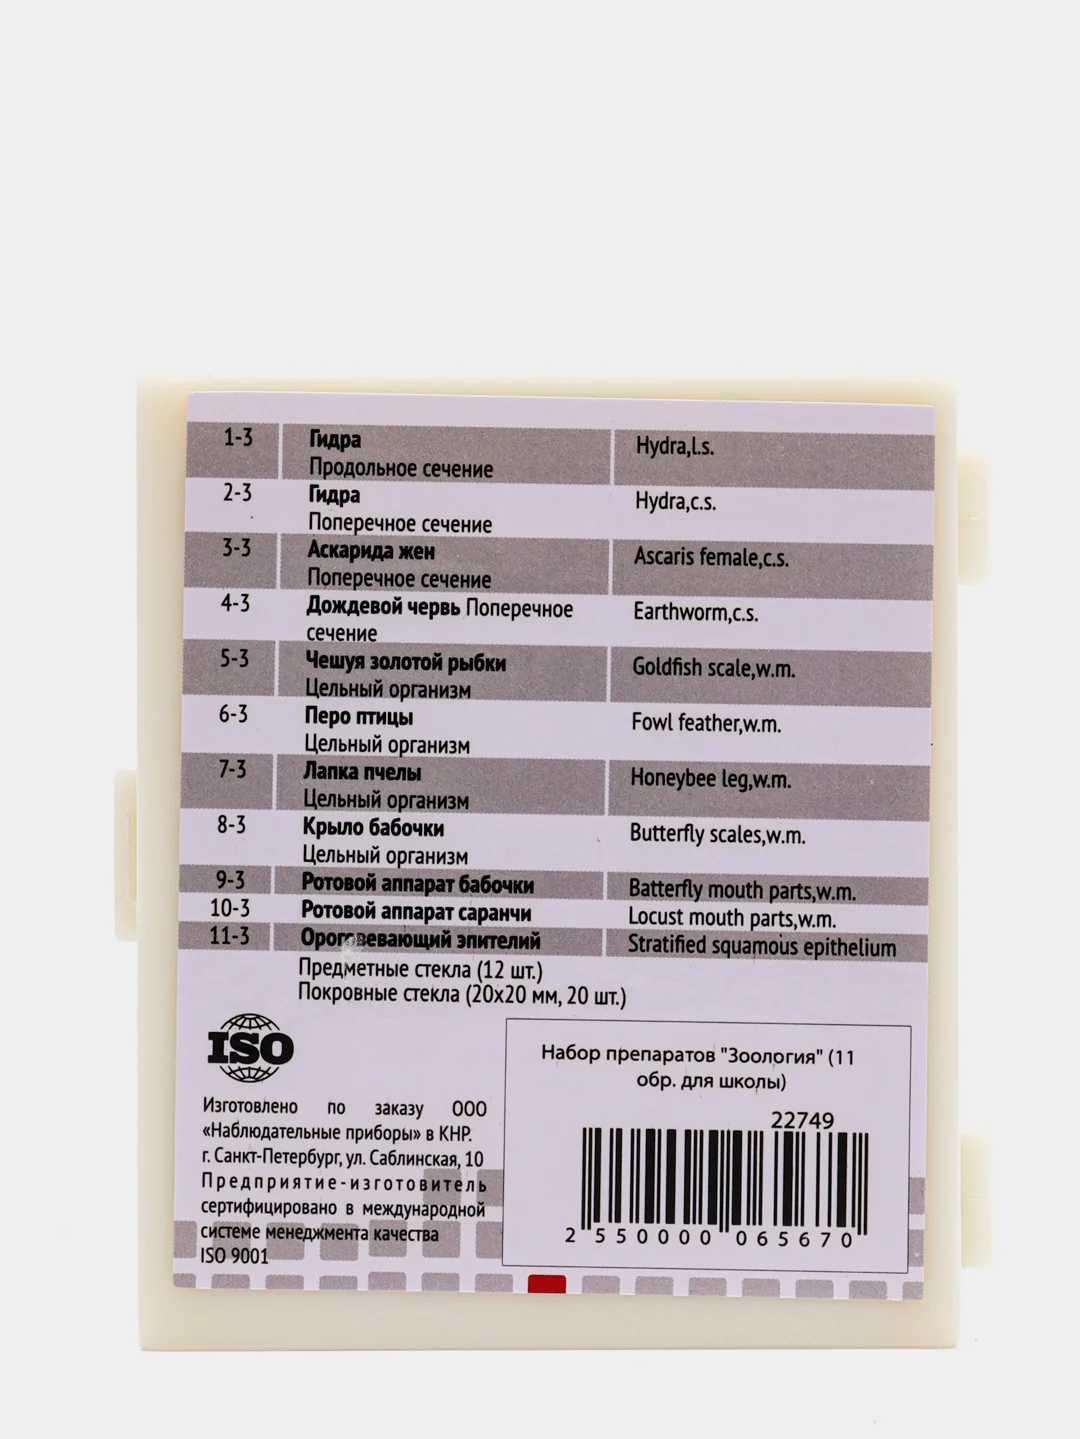 1-3 Гидра Hydra,l.s.
Продольное сечение
2-3 Гидра Hydra,c.s.
Поперечное сечение
3-3 Аскарида жен Ascaris female,c.s.
Поперечное сечение
4-3 Дождевой червь Поперечное Earthworm,c.s.
сечение
5-3 Чешуя золотой рыбки Goldfish scale,w.m.
Цельный организм
6-3 Перо птицы Fowl feather,w.m.
Цельный организм
7-3 Лапка пчелы Honeybee leg,w.m.
Цельный организм
8-3 Крыло бабочки Butterfly scales,w.m.
Цельный организм
9-3 Ротовой аппарат бабочки Batterfly mouth parts,w.m.
10-3 Ротовой аппарат саранчи Locust mouth parts,w.m.
11-3 Ороговевающий эпителий Stratified squamous epithelium
Предметные стекла (12 шт.)
Покровные стекла (20x20 мм, 20 шт.)
ISO
Изготовлено по заказу ООО
«Наблюдательные приборы» в КНР.
г. Санкт-Петербург, ул. Саблинская, 10
Предприятие-изготовитель
сертифицировано в международной
системе менеджмента качества
ISO 9001
Набор препаратов "Зоология" (11
обр. для школы)
22749
2 550000 065670